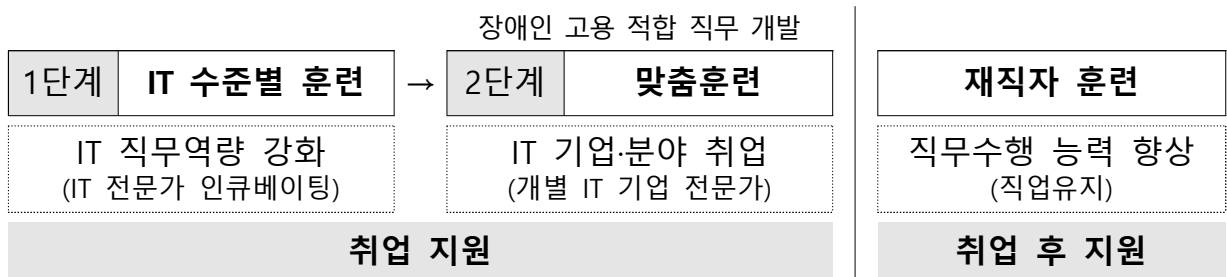 장애인 고용 적합 직무 개발
1단계 IT 수준별 훈련 → 2단계 맞춤훈련 재직자 훈련
IT 직무역량 강화 IT 기업·분야 취업 직무수행 능력 향상
(IT 전문가 인큐베이팅) (개별 IT 기업 전문가) (직업유지)
취업 지원 취업 후 지원